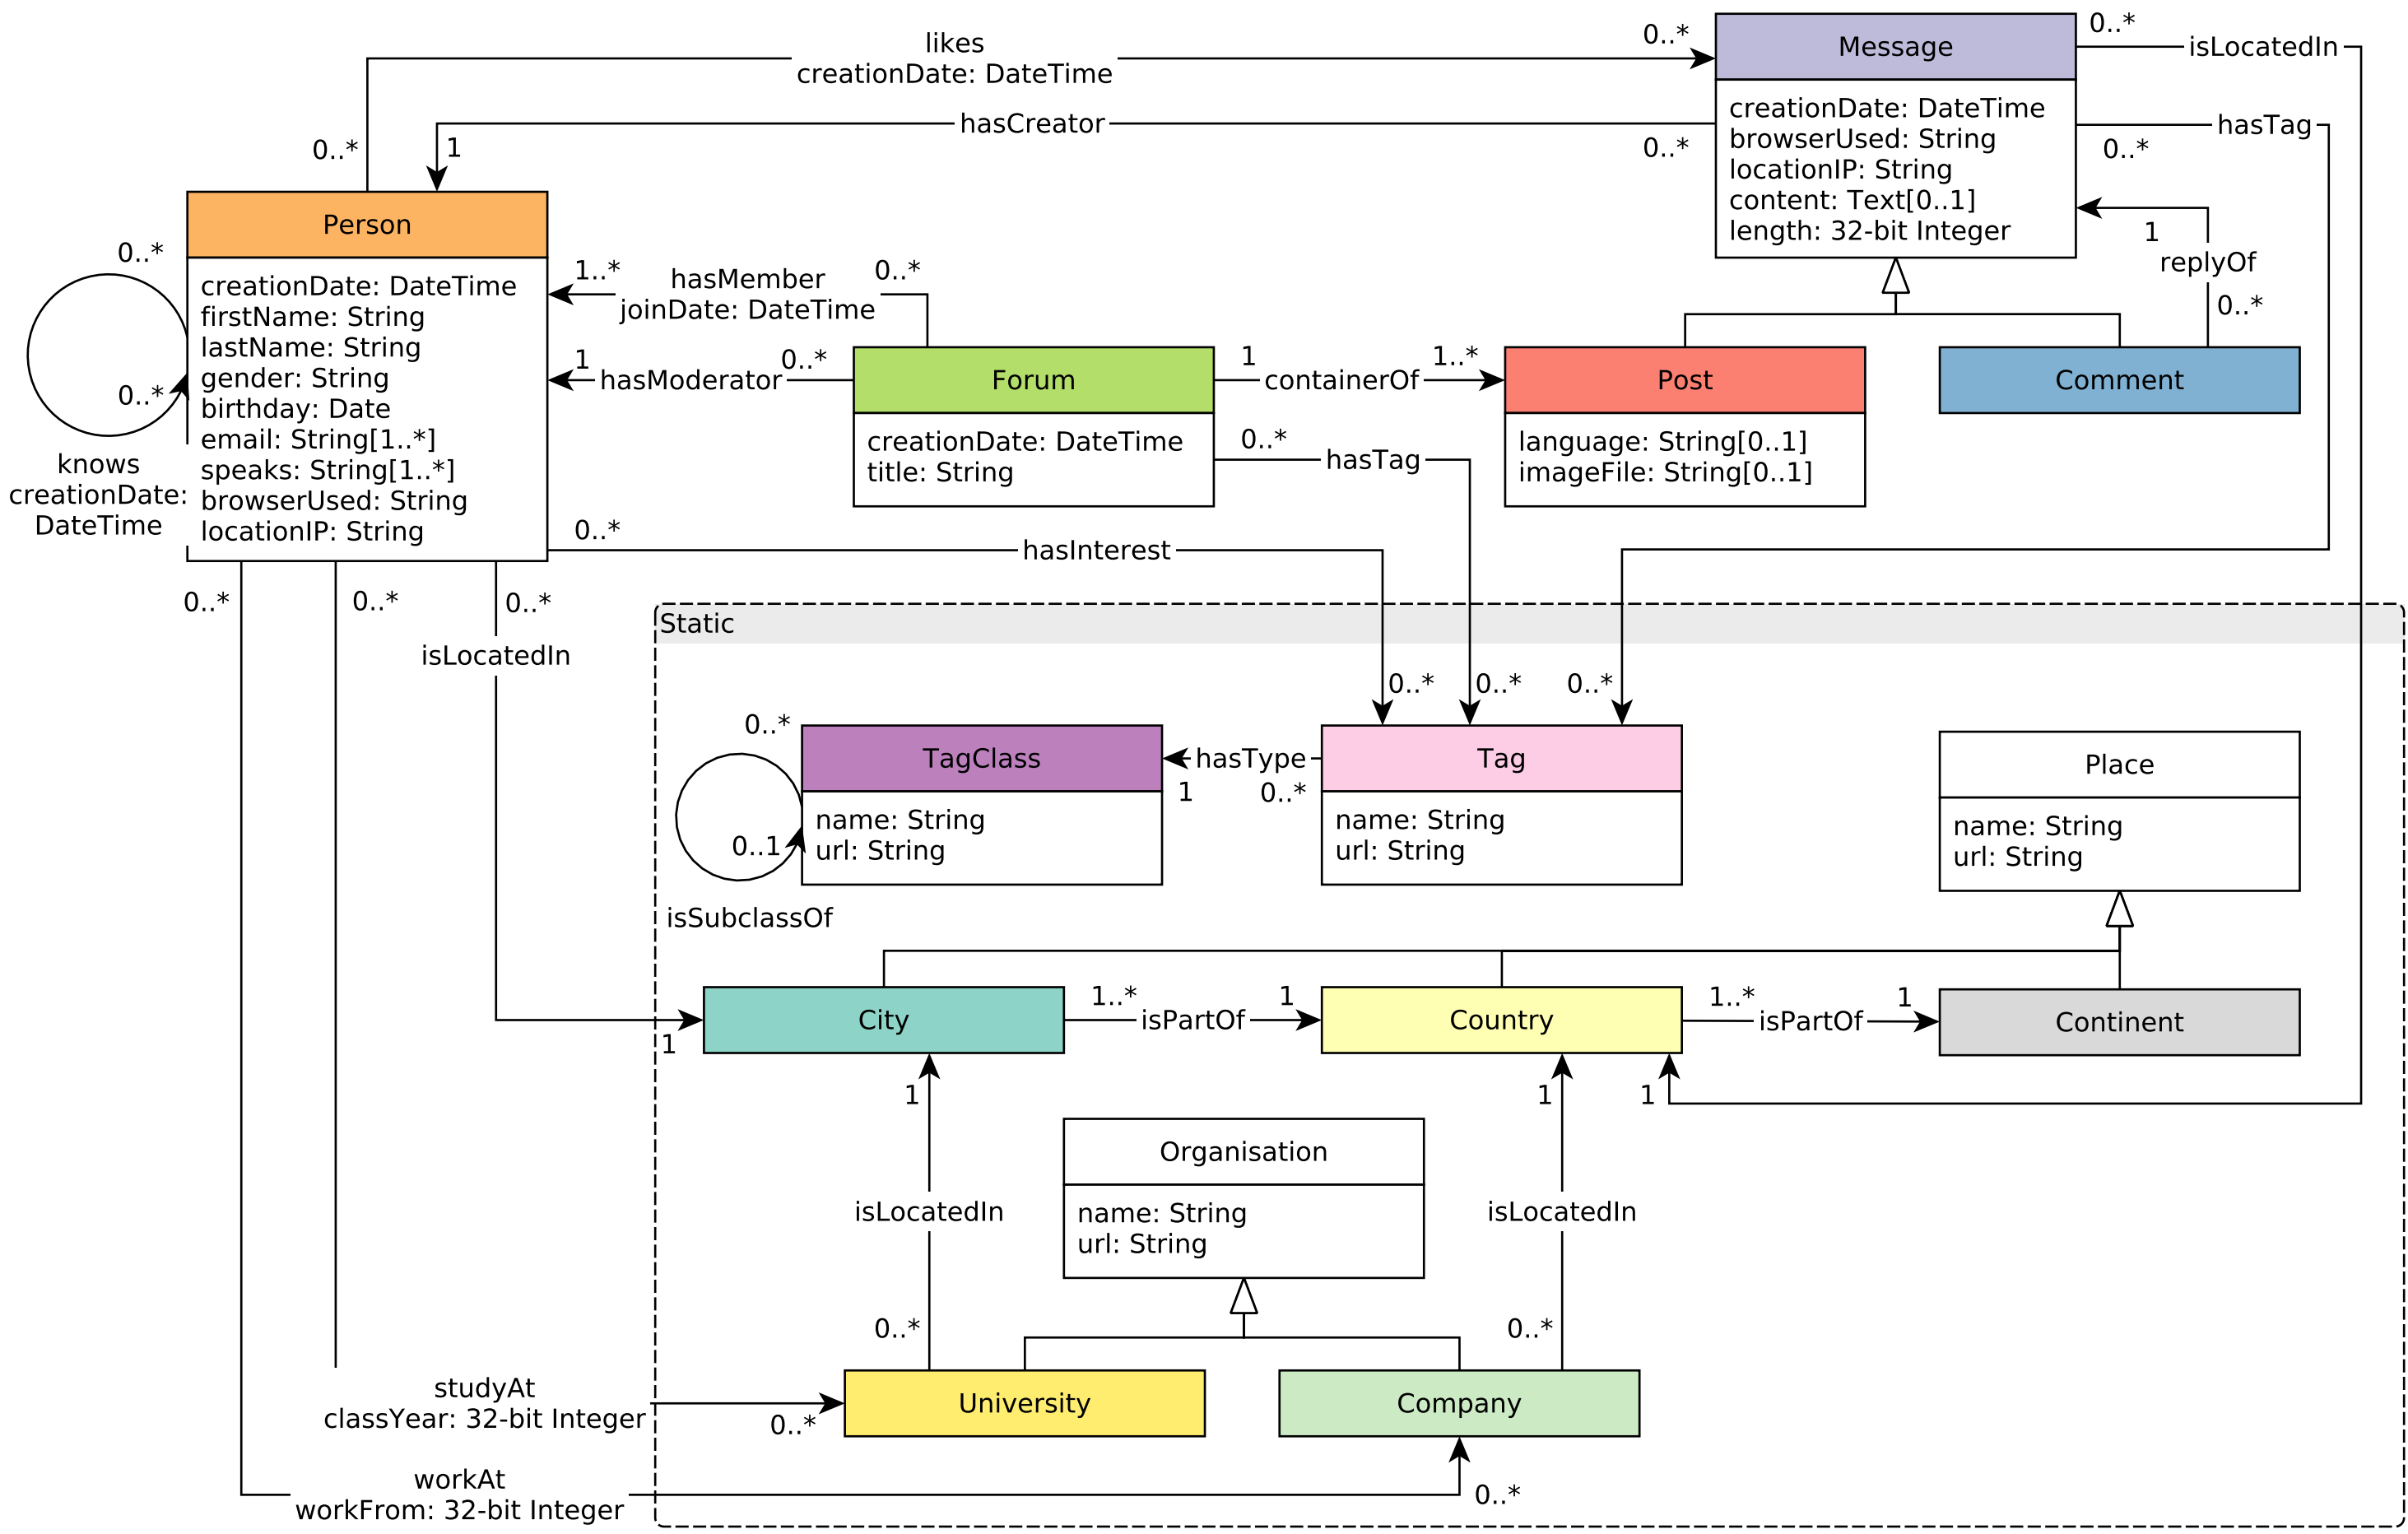 likes
creationDate: DateTime
0..*
0..*
Message
0..*
isLocatedIn
creationDate: DateTime
browserUsed: String
locationIP: String
content: Text[0..1]
length: 32-bit Integer
hasCreator
1
0..*
hasTag
0..*
1
replyOf
0..*
Person
creationDate: DateTime
firstName: String
lastName: String
gender: String
birthday: Date
email: String[1..*]
speaks: String[1..*]
browserUsed: String
locationIP: String
0..*
0..*
knows
creationDate:
DateTime
1..*
hasMember
joinDate: DateTime
0..*
1
hasModerator
0..*
Forum
creationDate: DateTime
title: String
1
containerOf
1..*
Post
language: String[0..1]
imageFile: String[0..1]
Comment
0..*
hasTag
0..*
hasInterest
0..*
0..*
0..*
isLocatedIn
Static
0..*
0..*
0..*
0..*
TagClass
name: String
url: String
0..1
isSubclassOf
hasType
1
0..*
Tag
name: String
url: String
Place
name: String
url: String
1
City
1..*
isPartOf
1
Country
1..*
isPartOf
1
Continent
1
1
1
Organisation
name: String
url: String
isLocatedIn
isLocatedIn
0..*
0..*
studyAt
classYear: 32-bit Integer
0..*
University
Company
workAt
workFrom: 32-bit Integer
0..*